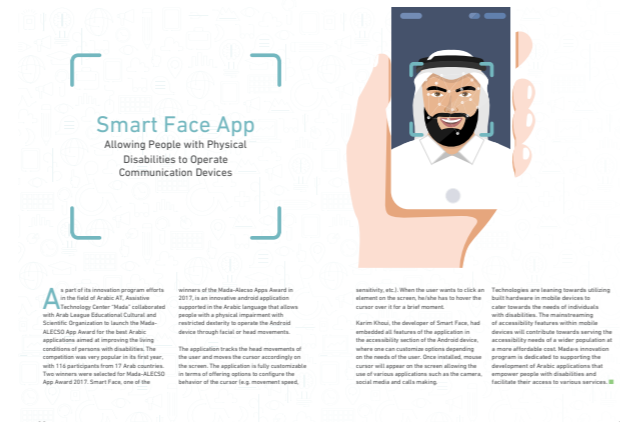 Smart Face App
Allowing People with Physical
Disabilities to Operate
Communication Devices
As part of its innovation program efforts
in the field of Arabic AT, Assistive
Technology Center "Mada" collaborated
with Arab League Educational Cultural and
Scientific Organization to launch the Mada-
ALECSO App Award for the best Arabic
applications aimed at improving the living
conditions of persons with disabilities. The
competition was very popular in its first year,
with 116 participants from 17 Arab countries.
Two winners were selected for Mada-ALECSO
App Award 2017. Smart Face, one of the
winners of the Mada-Alecso Apps Award in
2017, is an innovative android application
supported in the Arabic language that allows
people with a physical impairment with
restricted dexterity to operate the Android
device through facial or head movements.
The application tracks the head movements of
the user and moves the cursor accordingly on
the screen. The application is fully customizable
in terms of offering options to configure the
behavior of the cursor (e.g. movement speed,
sensitivity, etc.). When the user wants to click an
element on the screen, he/she has to hover the
cursor over it for a brief moment.
Karim Khoui, the developer of Smart Face, had
embedded all features of the application in
the accessibility section of the Android device,
where one can customize options depending
on the needs of the user. Once installed, mouse
cursor will appear on the screen allowing the
use of various applications such as the camera,
social media and calls making.
Technologies are leaning towards utilizing
built hardware in mobile devices to
cater towards the needs of individuals
with disabilities. The mainstreaming
of accessibility features within mobile
devices will contribute towards serving the
accessibility needs of a wider population at
a more affordable cost. Mada's innovation
program is dedicated to supporting the
development of Arabic applications that
empower people with disabilities and
facilitate their access to various services.